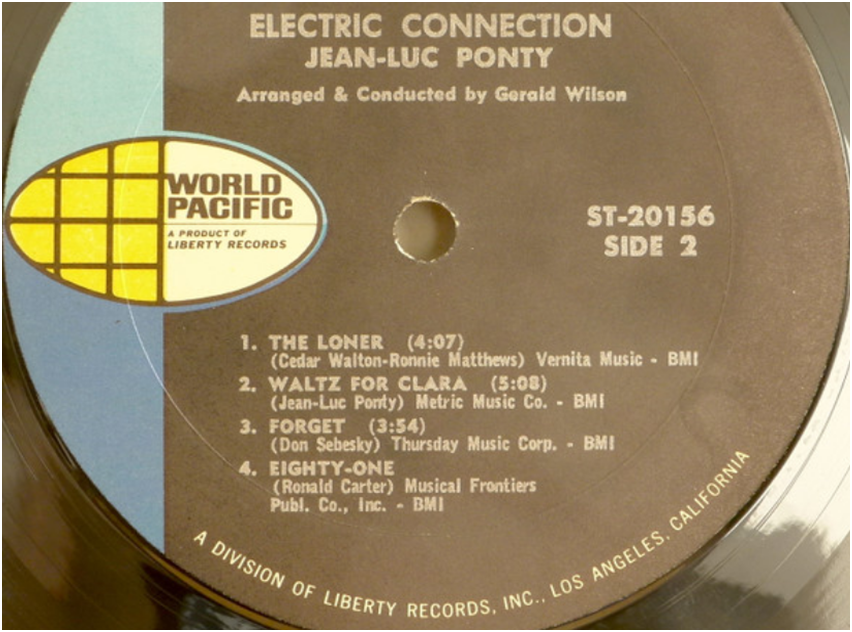 ELECTRIC CONNECTION
JEAN-LUC PONTY
Arranged & Conducted by Gerald Wilson
WORLD
PACIFIC
A PRODUCT OF
LIBERTY RECORDS
ST-20156
SIDE 2
1. THE LONER (4:07)
(Cedar Walton-Ronnie Matthews) Vernita Music - BMI
2. WALTZ FOR CLARA (5:08)
(Jean-Luc Ponty) Metric Music Co. - BMI
3. FORGET (3:54)
(Don Sebesky) Thursday Music Corp. - BMI
4. EIGHTY-ONE
(Ronald Carter) Musical Frontiers
Publ. Co., Inc. - BMI
A DIVISION OF LIBERTY RECORDS, INC., LOS ANGELES, CALIFORNIA